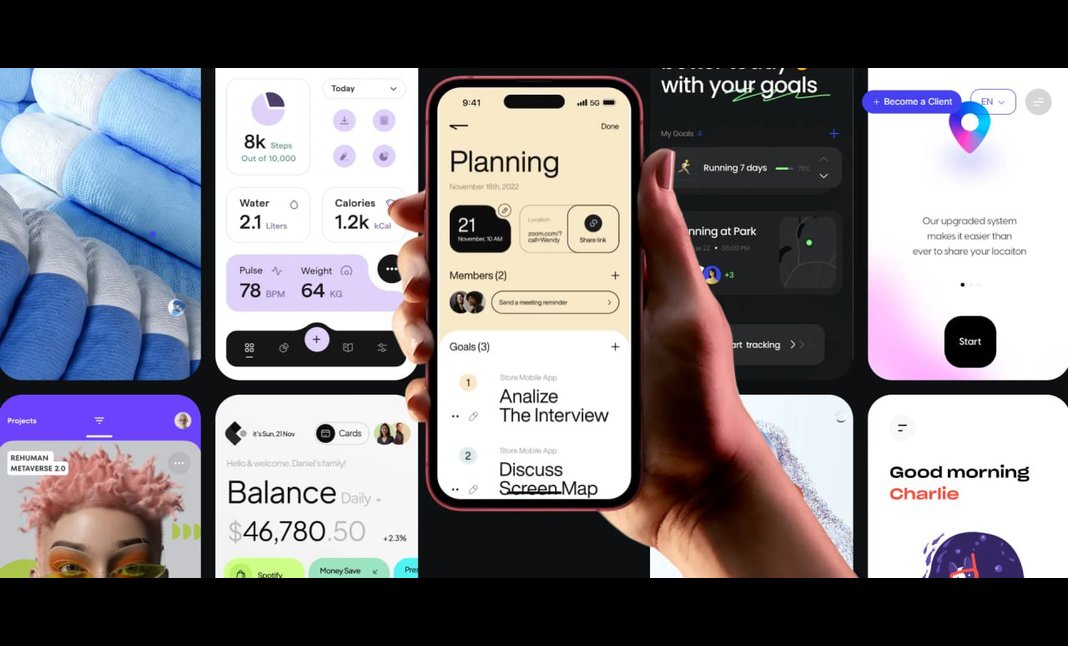 8k Steps
Out of 10,000
Today
Water
2.1 Liters
Calories
1.2k kCal
Pulse
78 BPM
Weight
64 KG
9:41
5G
Done
Planning
November 18th, 2022
21
November, 10 AM
Location
zoom.com/?
call=Wendy
Share link
Members (2)
Send a meeting reminder
Goals (3)
1
Store Mobile App
Analize
The Interview
2
Store Mobile App
Discuss
Screen Map
with your goals
My Goals 4
Running 7 days
75%
nning at Park
00:00 PM
+3
art tracking
+ Become a Client
EN
Our upgraded system
makes it easier than
ever to share your locaiton
Start
Projects
REHUMAN
METAVERSE 2.0
it's Sun, 21 Nov
Cards
Hello & welcome, Daniel's family!
Balance Daily
$46,780.50
+2.3%
Spotify
Money Save
Pres
Good morning
Charlie